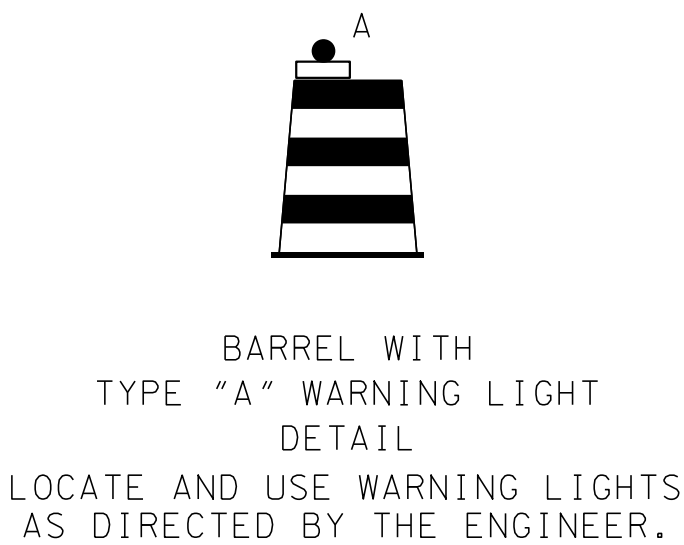 A
BARREL WITH
TYPE "A" WARNING LIGHT
DETAIL
LOCATE AND USE WARNING LIGHTS
AS DIRECTED BY THE ENGINEER.